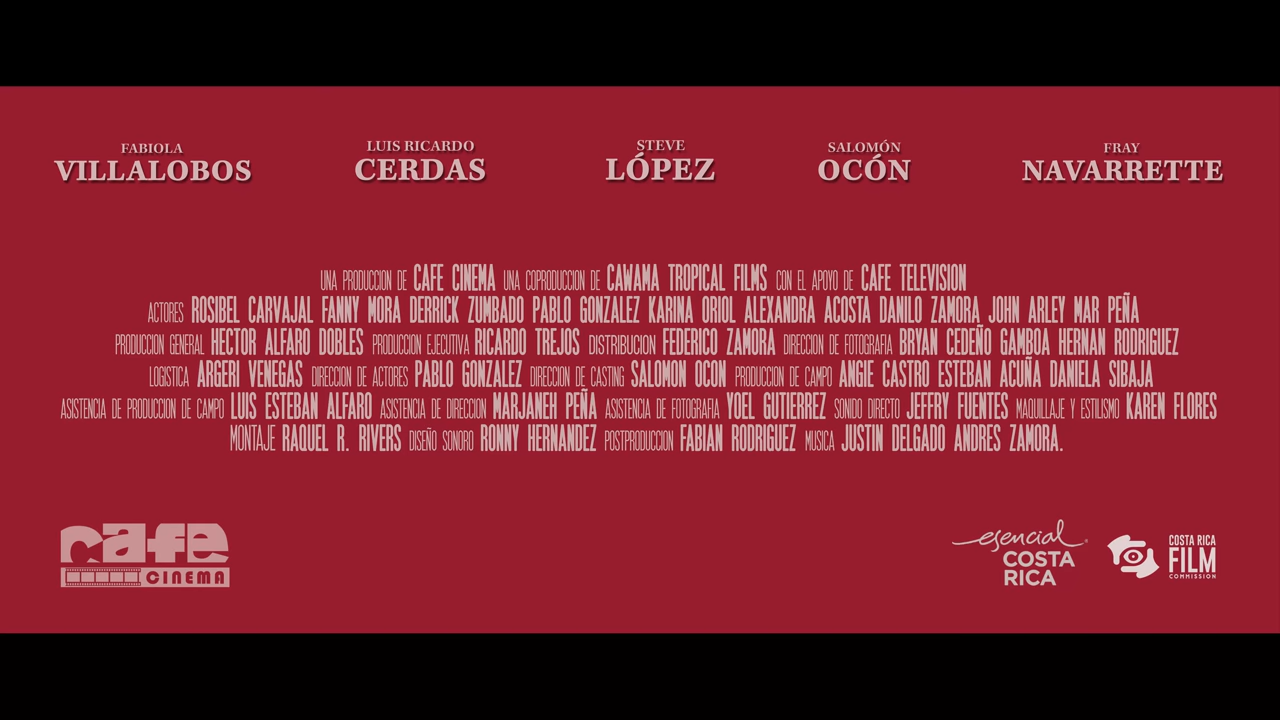 FABIOLA VILLALOBOS
LUIS RICARDO CERDAS
STEVE LÓPEZ
SALOMÓN OCÓN
FRAY NAVARRETTE
UNA PRODUCCION DE CAFE CINEMA UNA COPRODUCCION DE CAWAMA TROPICAL FILMS CON EL APOYO DE CAFE TELEVISION
ACTORES ROSIBEL CARVAJAL FANNY MORA DERRICK ZUMBADO PABLO GONZALEZ KARINA ORIOL ALEXANDRA ACOSTA DANILO ZAMORA JOHN ARLEY MAR PEÑA
PRODUCCION GENERAL HECTOR ALFARO DOBLES PRODUCCION EJECUTIVA RICARDO TREJOS DISTRIBUCION FEDERICO ZAMORA DIRECCION DE FOTOGRAFIA BRYAN CEDEÑO GAMBOA HERNAN RODRIGUEZ
LOGISTICA ARGERI VENEGAS DIRECCION DE ACTORES PABLO GONZALEZ DIRECCION DE CASTING SALOMON OCON PRODUCCION DE CAMPO ANGIE CASTRO ESTEBAN ACUÑA DANIELA SIBAJA
ASISTENCIA DE PRODUCCION DE CAMPO LUIS ESTEBAN ALFARO ASISTENCIA DE DIRECCION MARJANEH PEÑA ASISTENCIA DE FOTOGRAFIA YOEL GUTIERREZ SONIDO DIRECTO JEFFRY FUENTES MAQUILLAJE Y ESTILISMO KAREN FLORES
MONTAJE RAQUEL R. RIVERS DISEÑO SONORO RONNY HERNANDEZ POSTPRODUCCION FABIAN RODRIGUEZ MUSICA JUSTIN DELGADO ANDRES ZAMORA.
cafe
CINEMA
esencial
COSTA
RICA
COSTA RICA
FILM
COMMISSION